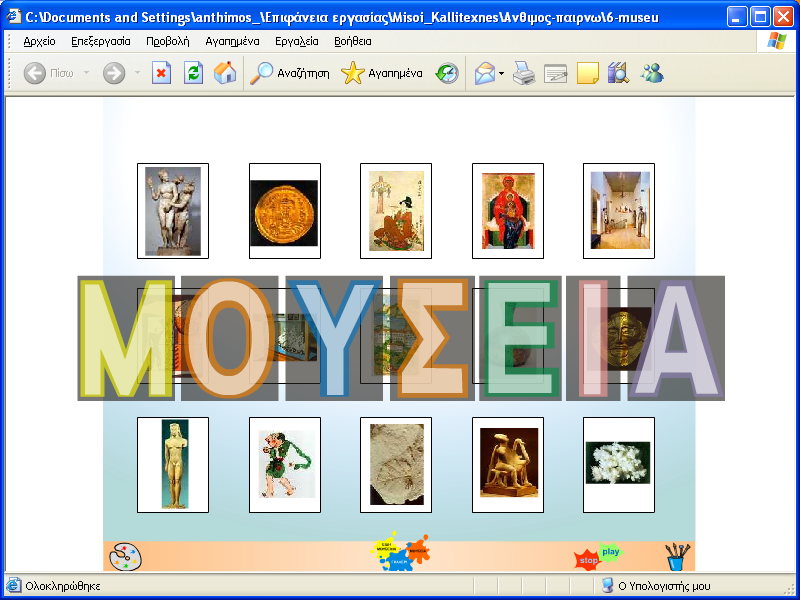 C:\Documents and Settings\anthimos_\Επιφάνεια εργασίας\Misoi_Kallitexnes\Ανθιμος-παιρνω\6-museu
Αρχείο Επεξεργασία Προβολή Αγαπημένα Εργαλεία Βοήθεια
Πίσω Αναζήτηση Αγαπημένα
ΜΟΥΣΕΙΑ
stop play
Ολοκληρώθηκε Ο Υπολογιστής μου